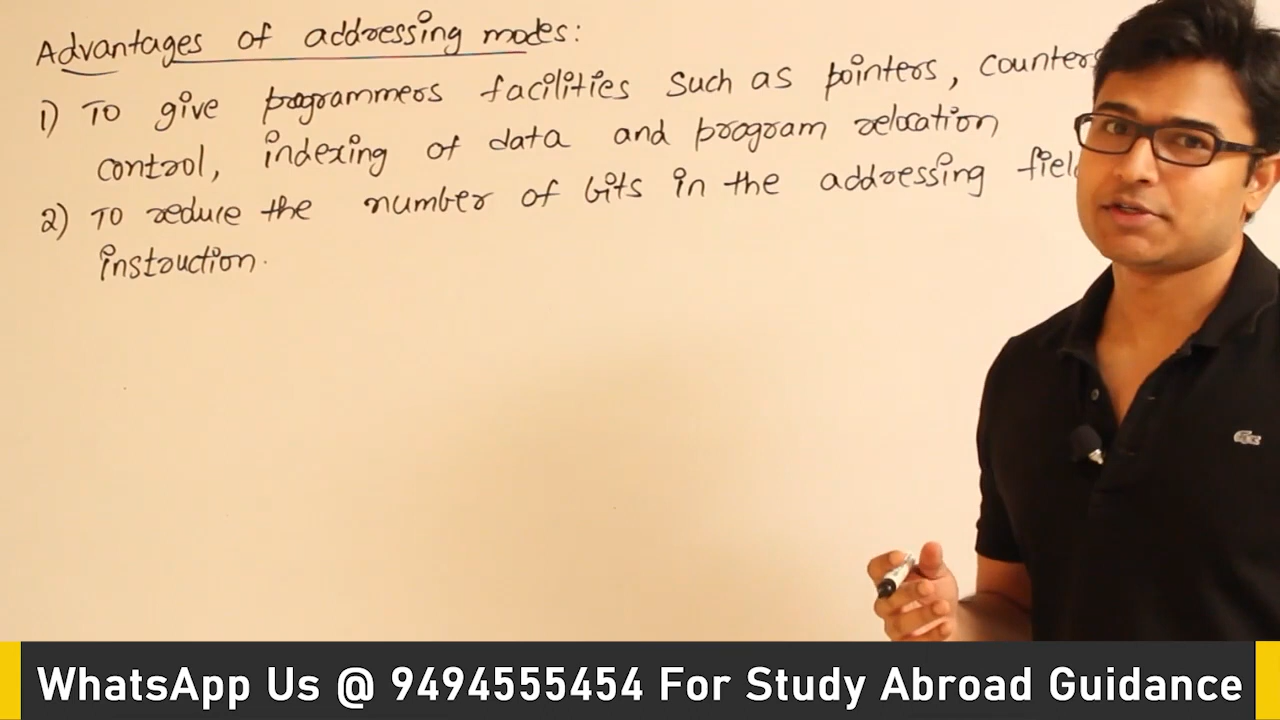 Advantages of addressing modes:
1) To give programmers facilities such as pointers, counters
control, indexing of data and program relocation
2) To reduce the number of bits in the addressing
instruction.
WhatsApp Us @ 9494555454 For Study Abroad Guidance